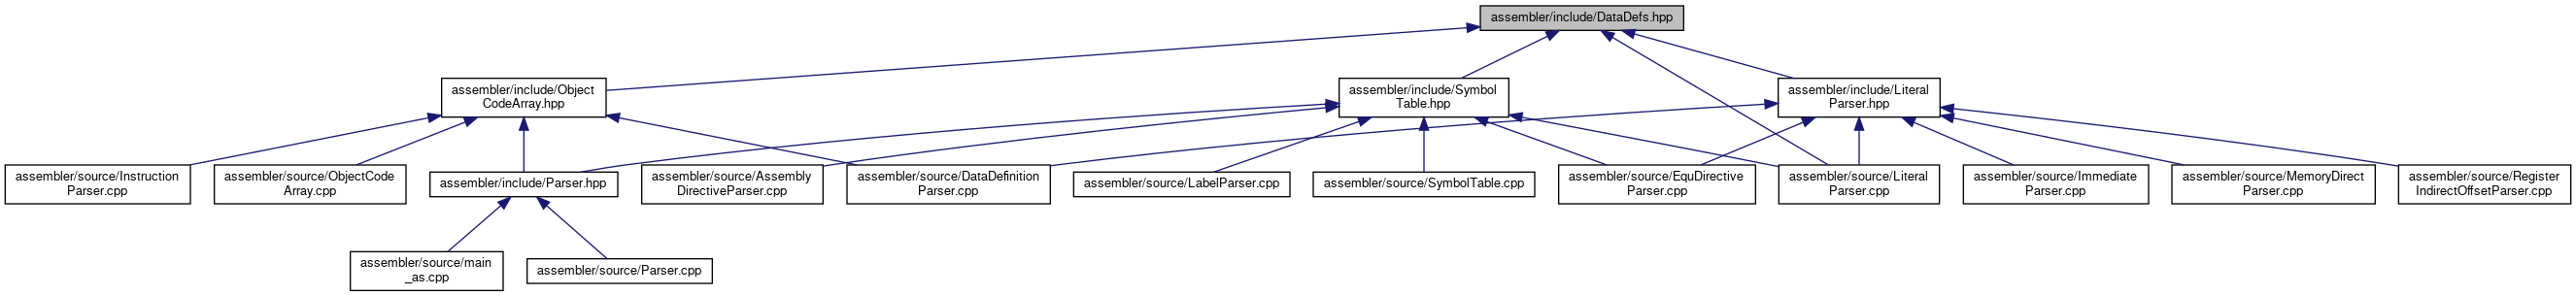 assembler/include/DataDefs.hpp
assembler/include/Object
CodeArray.hpp
assembler/include/Symbol
Table.hpp
assembler/include/Literal
Parser.hpp
assembler/source/Instruction
Parser.cpp
assembler/source/ObjectCode
Array.cpp
assembler/include/Parser.hpp
assembler/source/Assembly
DirectiveParser.cpp
assembler/source/DataDefinition
Parser.cpp
assembler/source/LabelParser.cpp
assembler/source/SymbolTable.cpp
assembler/source/EquDirective
Parser.cpp
assembler/source/Literal
Parser.cpp
assembler/source/Immediate
Parser.cpp
assembler/source/MemoryDirect
Parser.cpp
assembler/source/Register
IndirectOffsetParser.cpp
assembler/source/main
_as.cpp
assembler/source/Parser.cpp